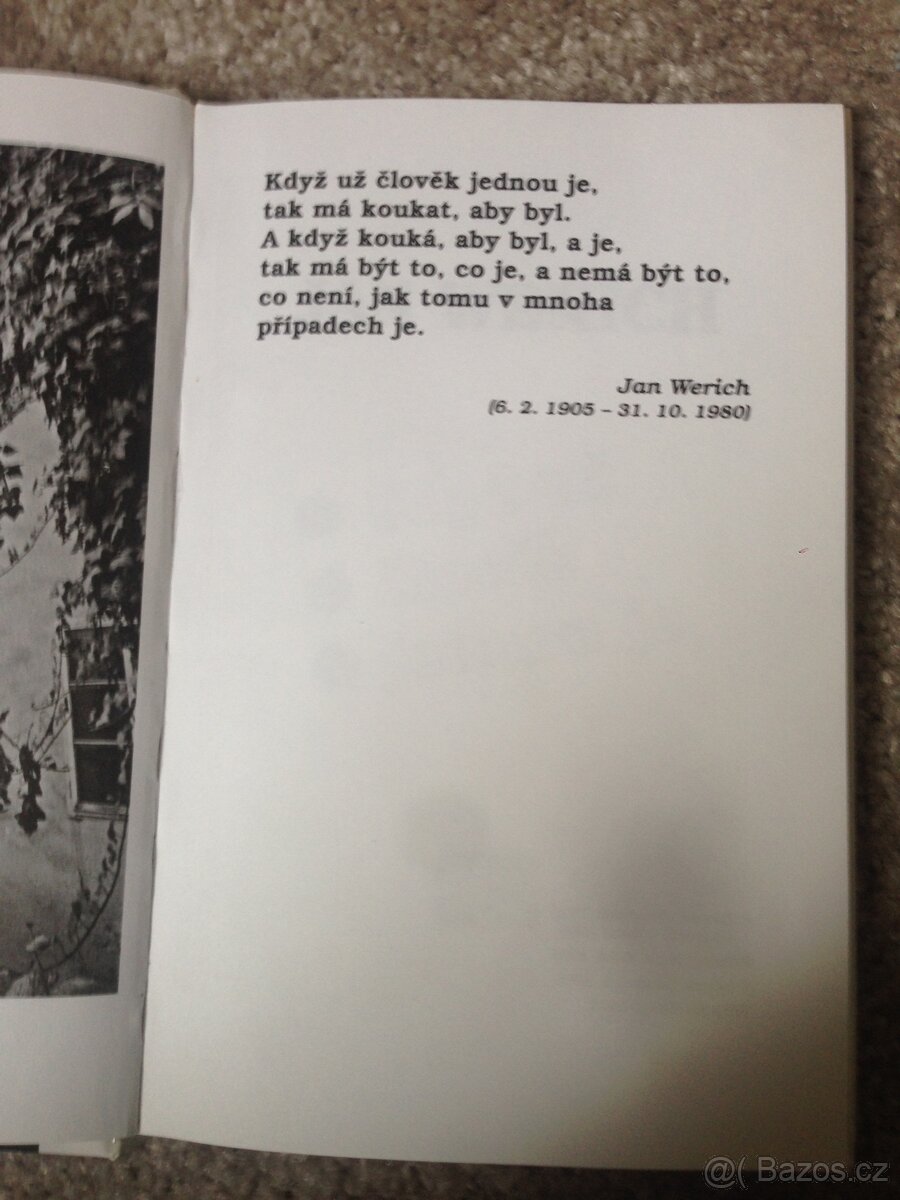 Když už člověk jednou je,
tak má koukat, aby byl.
A když kouká, aby byl, a je,
tak má být to, co je, a nemá být to,
co není, jak tomu v mnoha
případech je.
Jan Werich
(6. 2. 1905 – 31. 10. 1980)
@( Bazos.cz